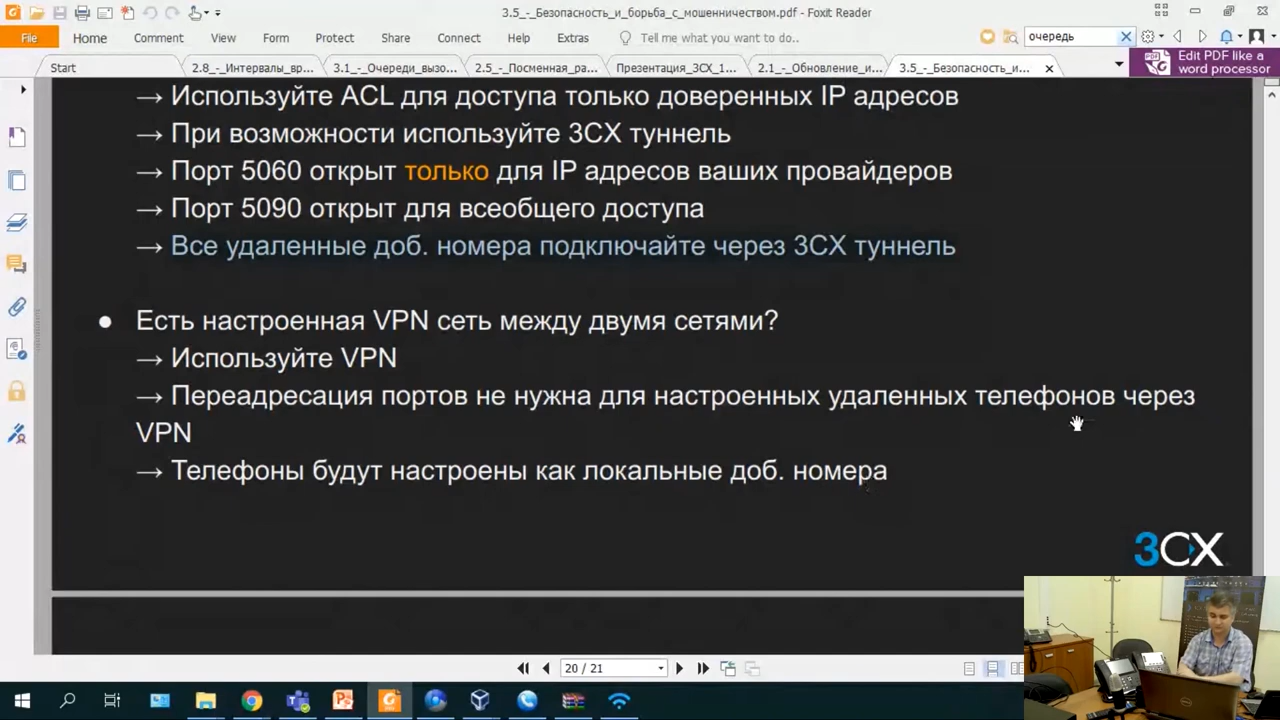 3.5_-_Безопасность_и_борьба_с_мошенничеством.pdf - Foxit Reader
File Home Comment View Form Protect Share Connect Help Extras Tell me what you want to do.. очередь
Start 2.8_-_Интервалы_вр... 3.1_-_Очереди_вызо... 2.5_-_Посменная_ра... Презентация_3CX_1... 2.1_-_Обновление_и... 3.5_-_Безопасность_и...
Edit PDF like a
word processor
→ Используйте ACL для доступа только доверенных IP адресов
→ При возможности используйте 3CX туннель
→ Порт 5060 открыт только для IP адресов ваших провайдеров
→ Порт 5090 открыт для всеобщего доступа
→ Все удаленные доб. номера подключайте через 3CX туннель
● Есть настроенная VPN сеть между двумя сетями?
→ Используйте VPN
→ Переадресация портов не нужна для настроенных удаленных телефонов через
VPN
→ Телефоны будут настроены как локальные доб. номера
3CX
20 / 21